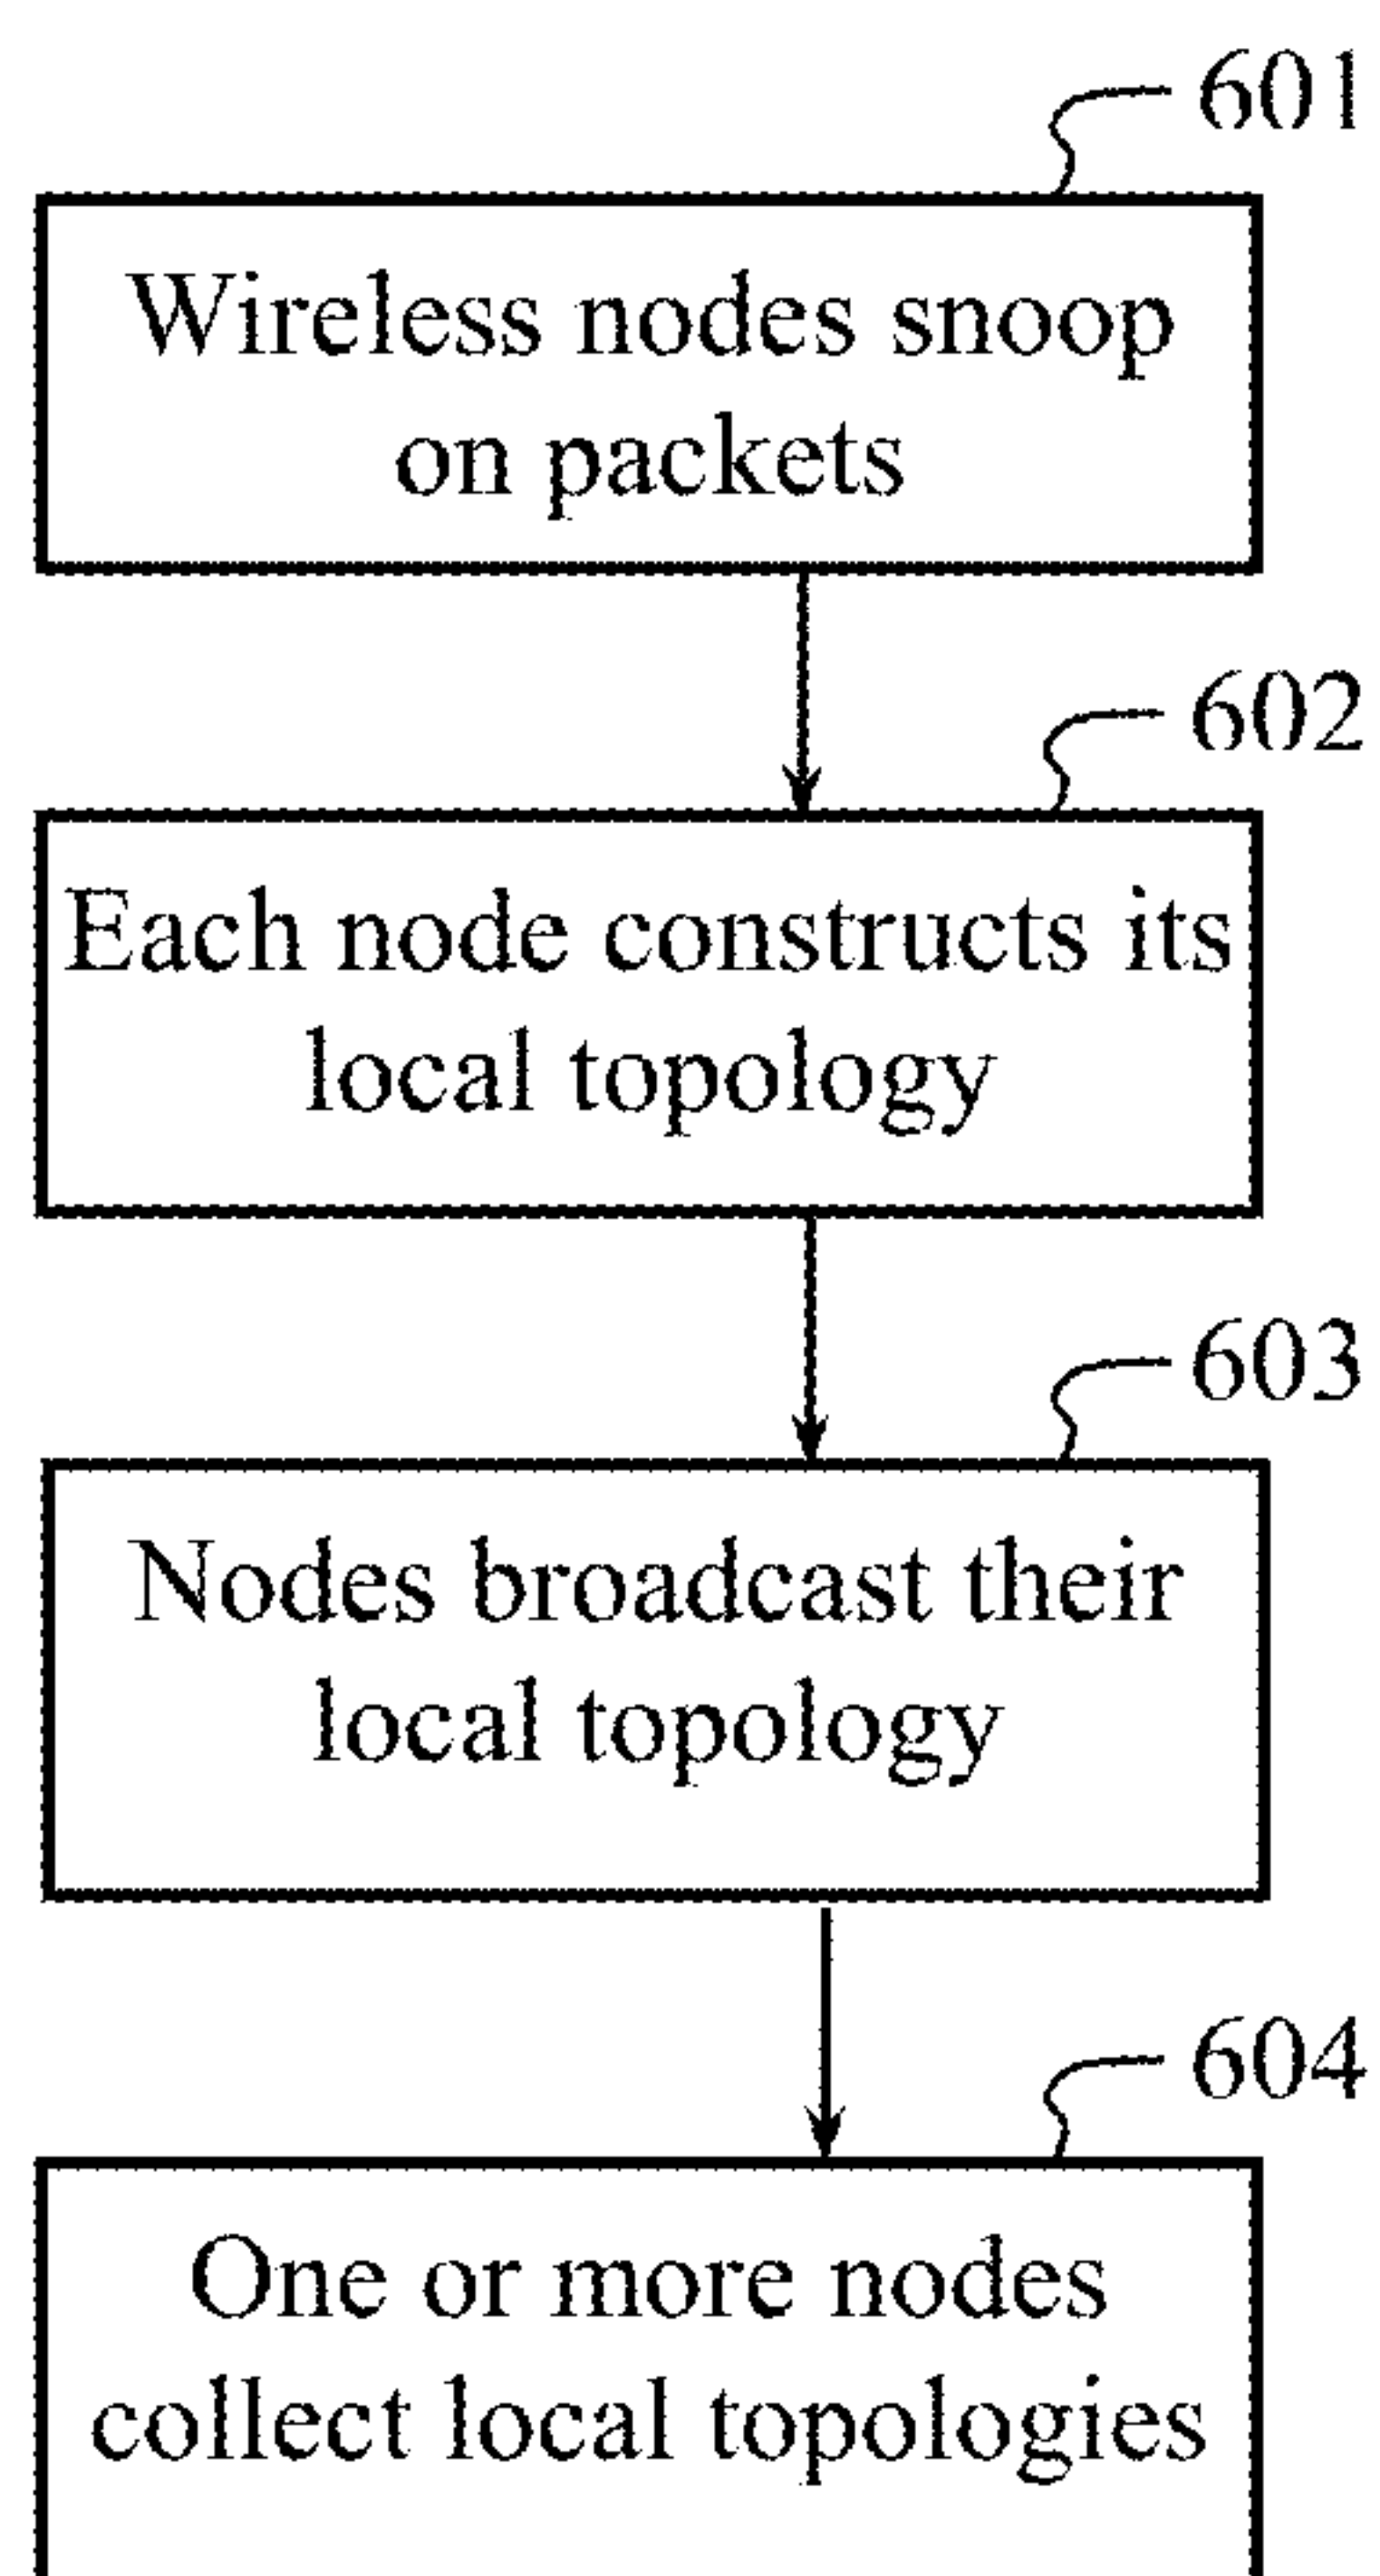 601
Wireless nodes snoop
on packets
602
Each node constructs its
local topology
603
Nodes broadcast their
local topology
604
One or more nodes
collect local topologies